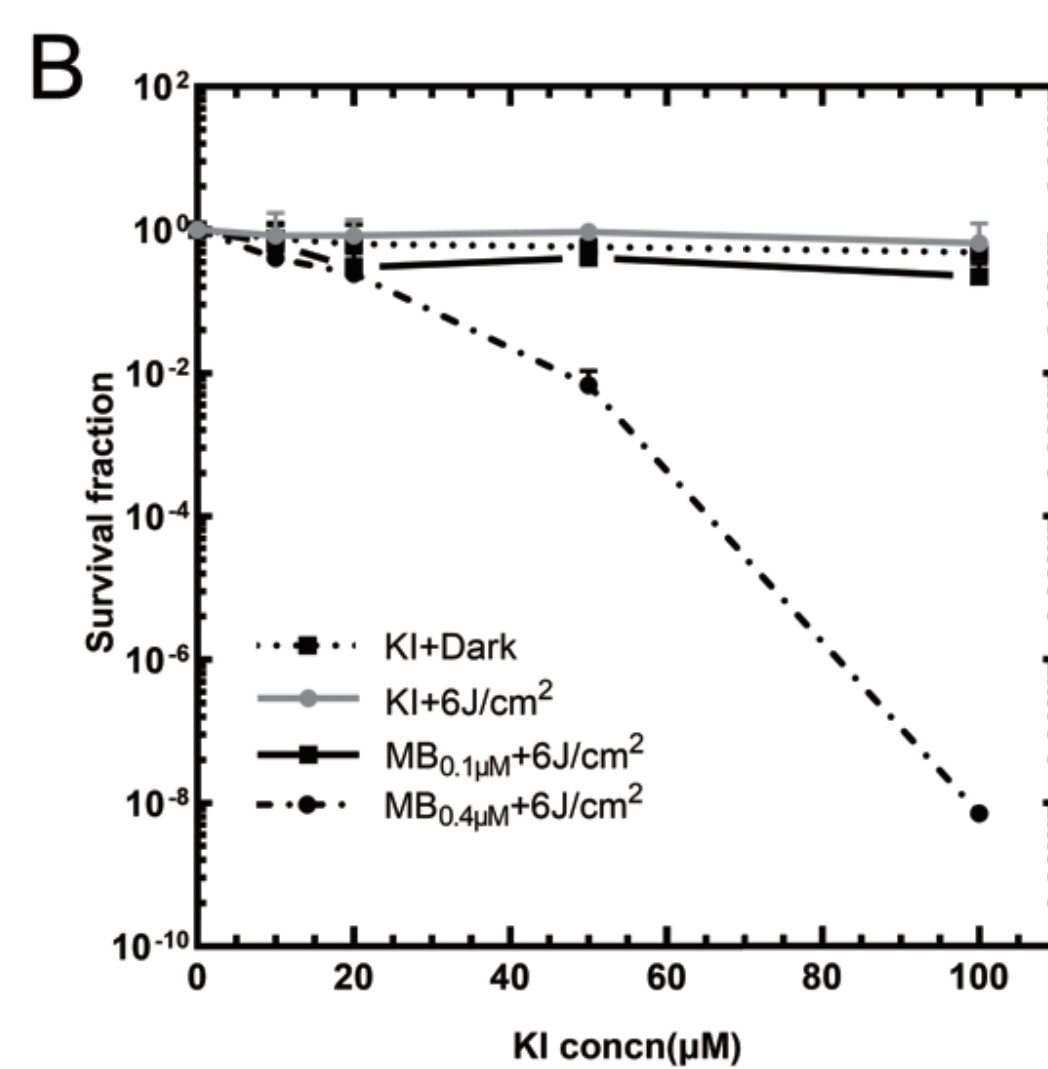 B
10²
10⁰
10⁻²
10⁻⁴
10⁻⁶
10⁻⁸
10⁻¹⁰
Survival fraction
KI+Dark
KI+6J/cm²
MB0.1µM+6J/cm²
MB0.4µM+6J/cm²
0 20 40 60 80 100
KI concn(µM)